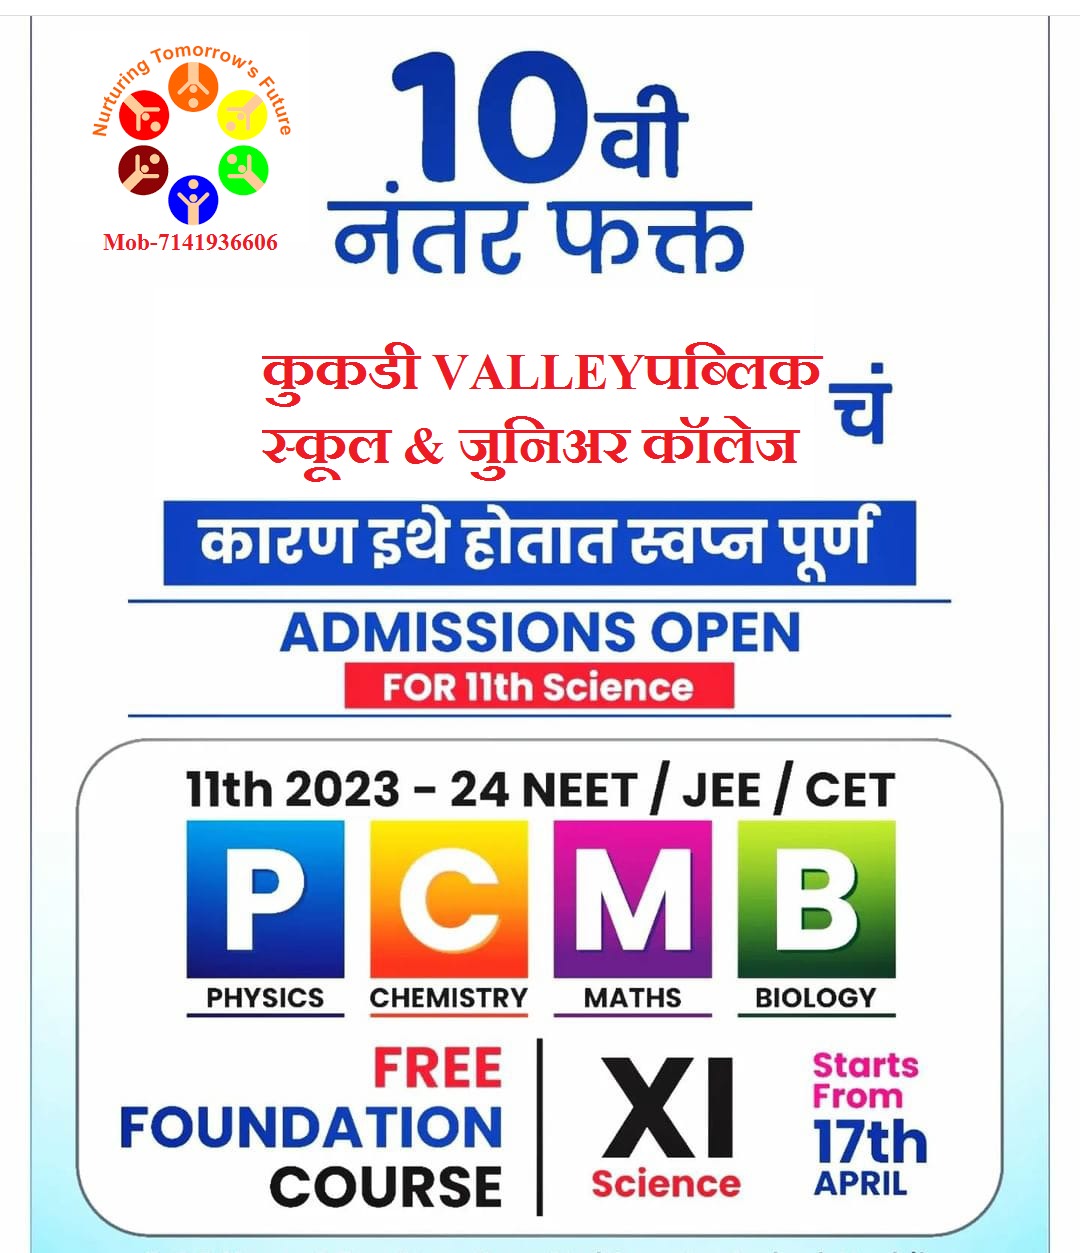 Nurturing Tomorrow's Future
Mob-7141936606
10वी
नंतर फक्त
कुकडी VALLEYपब्लिक
स्कूल & जुनिअर कॉलेज
चं
कारण इथे होतात स्वप्न पूर्ण
ADMISSIONS OPEN
FOR 11th Science
11th 2023 - 24 NEET / JEE / CET
P C M B
PHYSICS CHEMISTRY MATHS BIOLOGY
FREE
FOUNDATION
COURSE
XI
Science
Starts
From
17th
APRIL